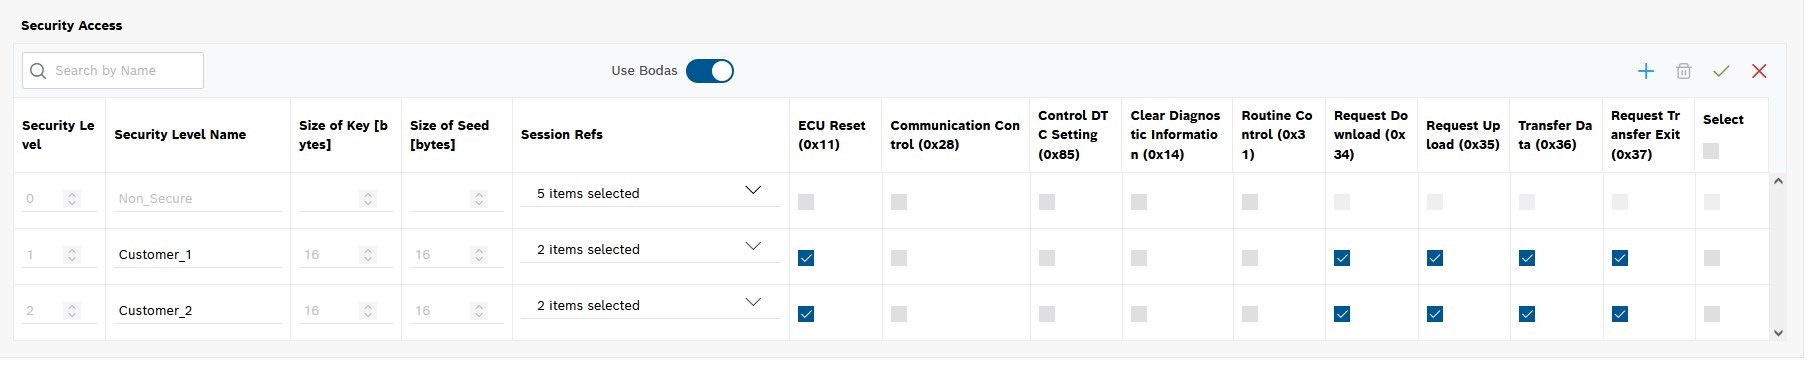 Security Access
Search by Name
Use Bodas
Security Le
vel
Security Level Name
Size of Key [b
ytes]
Size of Seed
[bytes]
Session Refs
ECU Reset
(0x11)
Communication Con
trol (0x28)
Control DT
C Setting
(0x85)
Clear Diagnos
tic Informatio
n (0x14)
Routine Co
ntrol (0x3
1)
Request Do
wnload (0x
34)
Request Up
load (0x35)
Transfer Da
ta (0x36)
Request Tr
ansfer Exit
(0x37)
Select
0 Non_Secure 5 items selected
1 Customer_1 16 16 2 items selected
2 Customer_2 16 16 2 items selected